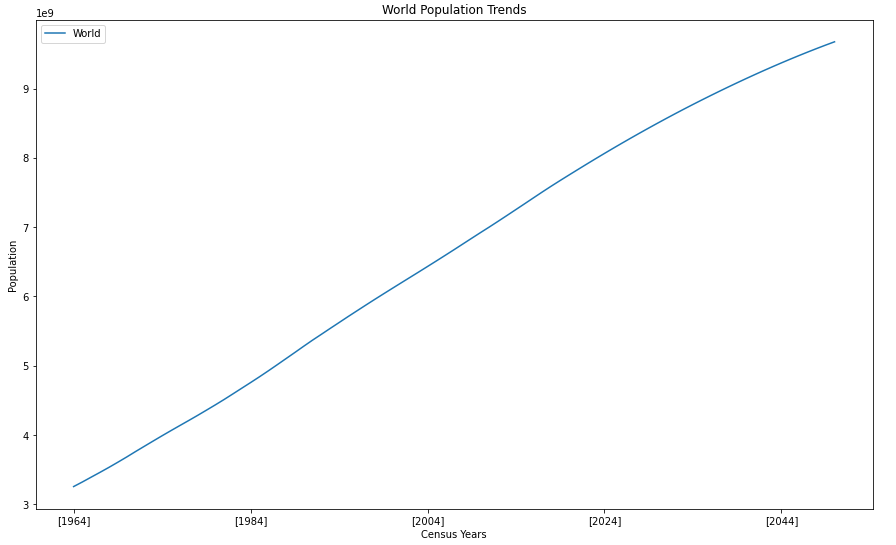 World Population Trends
1e9
World
9
8
7
6
5
4
3
Population
[1964] [1984] [2004] [2024] [2044]
Census Years